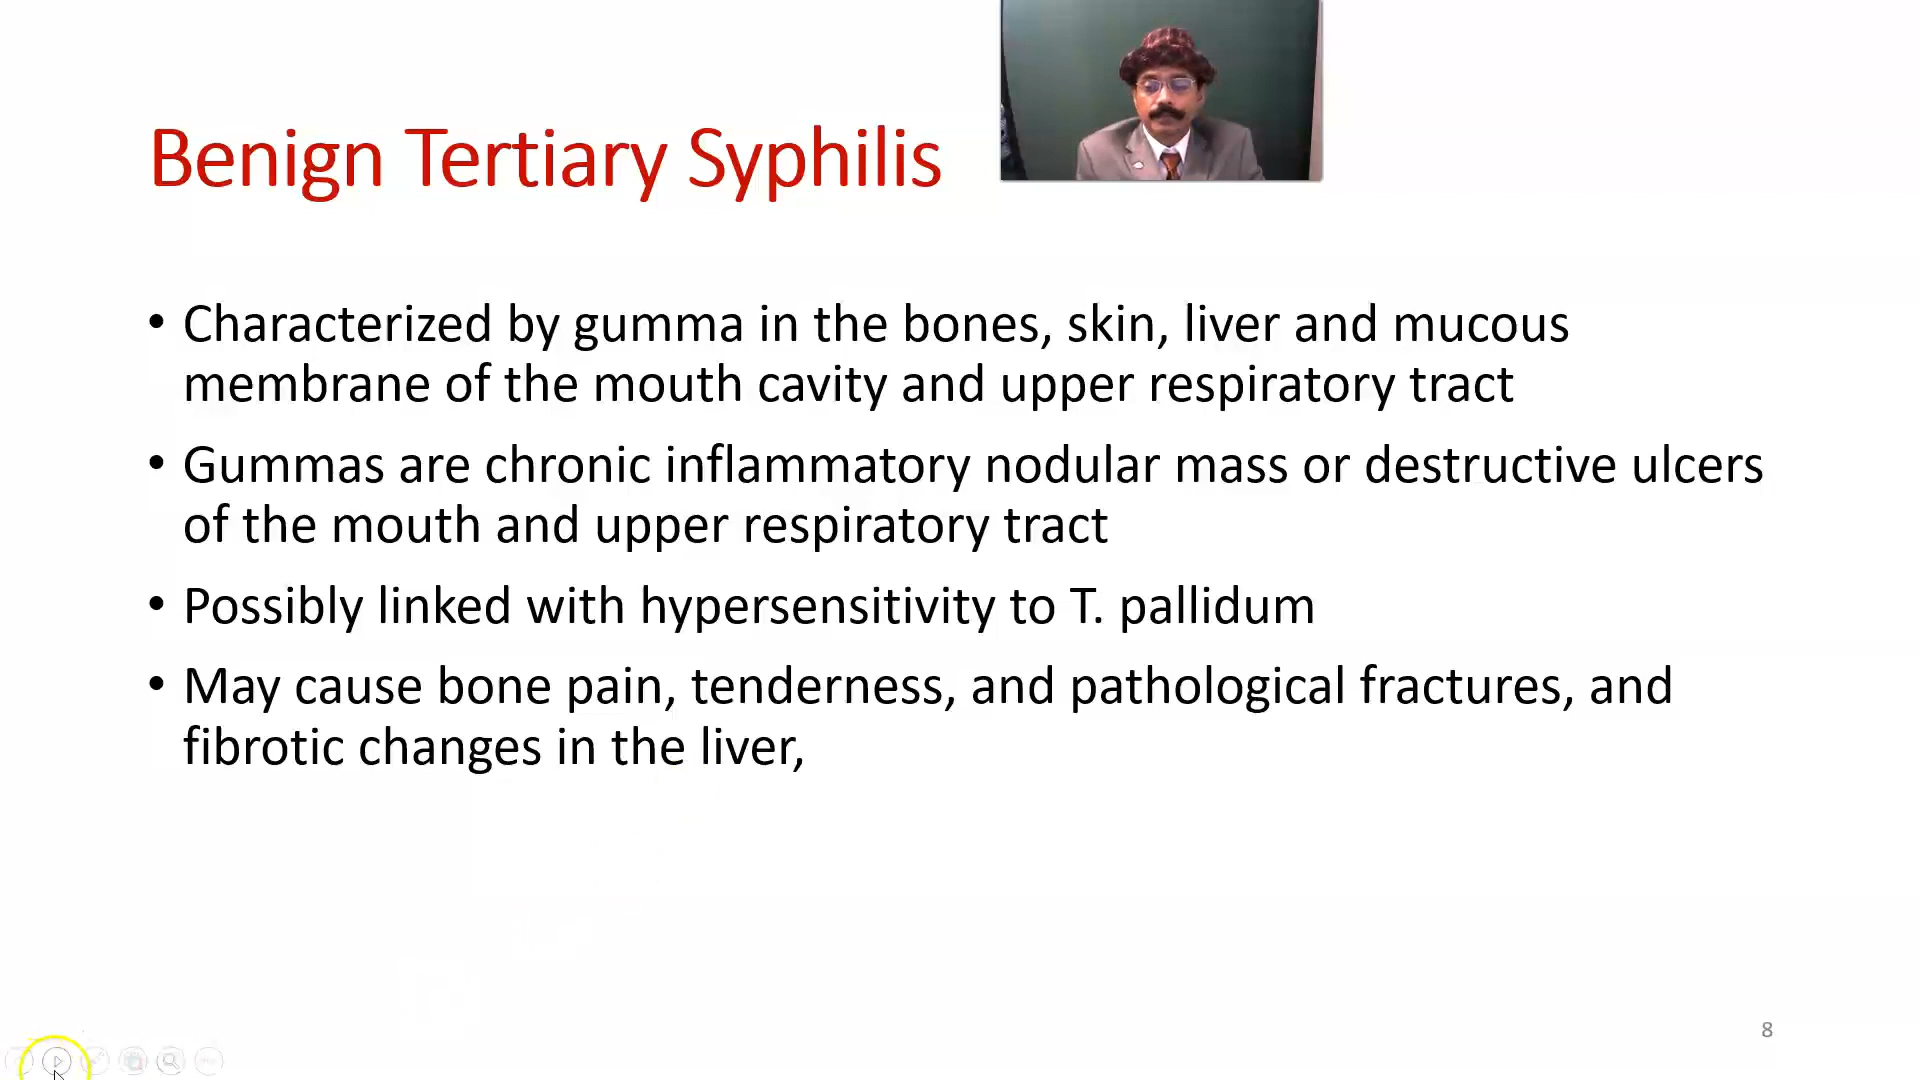 Benign Tertiary Syphilis
• Characterized by gumma in the bones, skin, liver and mucous
membrane of the mouth cavity and upper respiratory tract
• Gummas are chronic inflammatory nodular mass or destructive ulcers
of the mouth and upper respiratory tract
• Possibly linked with hypersensitivity to T. pallidum
• May cause bone pain, tenderness, and pathological fractures, and
fibrotic changes in the liver,
8